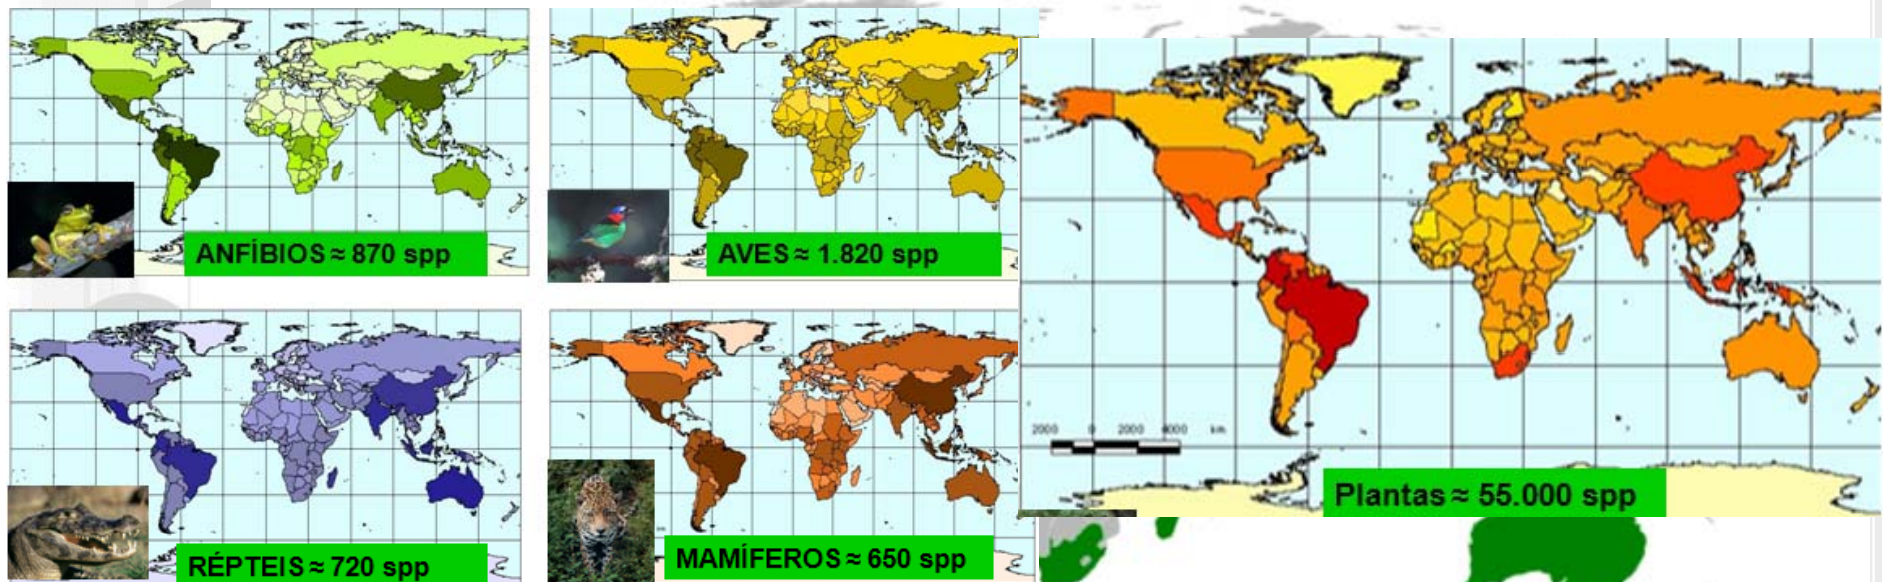 ANFÍBIOS ≈ 870 spp
AVES ≈ 1.820 spp
RÉPTEIS ≈ 720 spp
MAMÍFEROS ≈ 650 spp
2000 0 2000 4000 km
Plantas ≈ 55.000 spp